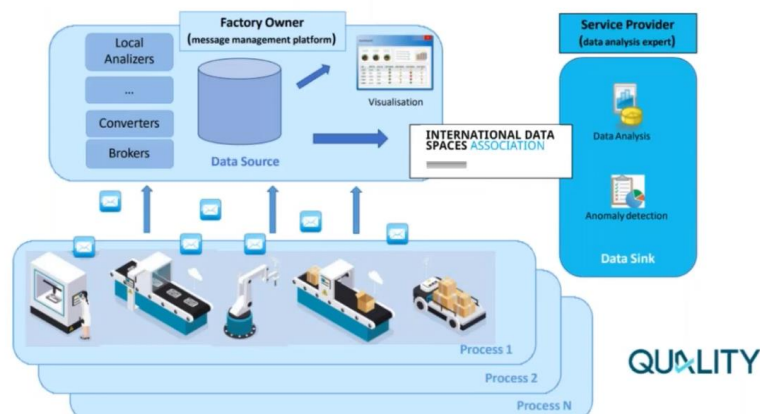 Factory Owner
(message management platform)
Local
Analizers
...
Converters
Brokers
Data Source
Visualisation
INTERNATIONAL DATA
SPACES ASSOCIATION
Service Provider
(data analysis expert)
Data Analysis
Anomaly detection
Data Sink
Process 1
Process 2
Process N
QUALITY